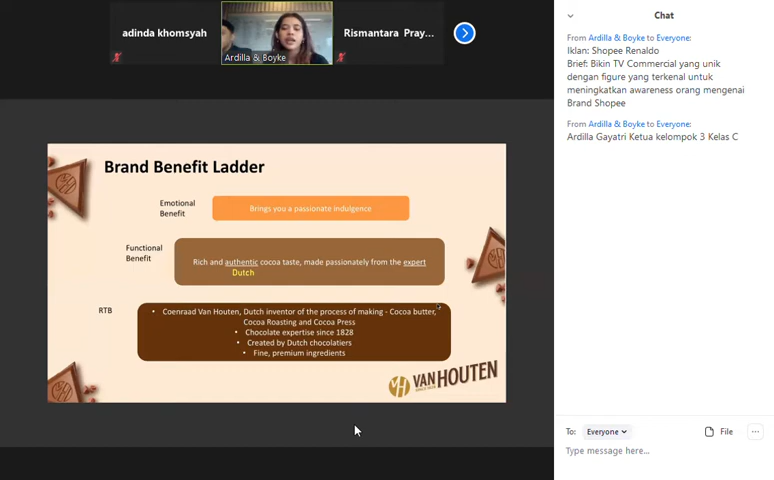 adinda khomsyah
Ardilla & Boyke
Rismantara Pray...
Brand Benefit Ladder
Emotional
Benefit
Brings you a passionate indulgence
Functional
Benefit
Rich and authentic cocoa taste, made passionately from the expert
Dutch
RTB
• Coenraad Van Houten, Dutch inventor of the process of making - Cocoa butter,
Cocoa Roasting and Cocoa Press
• Chocolate expertise since 1828
• Created by Dutch chocolatiers
• Fine, premium ingredients
VH
VAN HOUTEN
Chat
From Ardilla & Boyke to Everyone:
Iklan: Shopee Renaldo
Brief: Bikin TV Commercial yang unik
dengan figure yang terkenal untuk
meningkatkan awareness orang mengenai
Brand Shopee
From Ardilla & Boyke to Everyone:
Ardilla Gayatri Ketua kelompok 3 Kelas C
To: Everyone
File
...
Type message here...